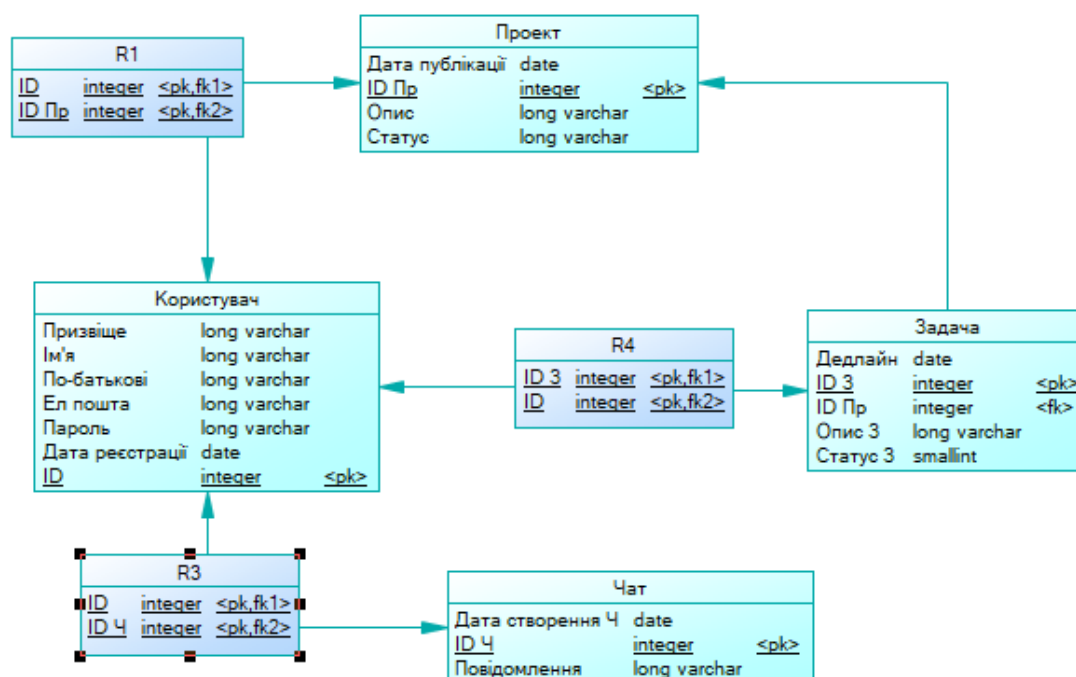 R1
ID integer <pk,fk1>
ID Пр integer <pk,fk2>
Проект
Дата публікації date
ID Пр integer <pk>
Опис long varchar
Статус long varchar
Користувач
Призвіще long varchar
Ім'я long varchar
По-батькові long varchar
Ел пошта long varchar
Пароль long varchar
Дата реєстрації date
ID integer <pk>
R4
ID З integer <pk,fk1>
ID integer <pk,fk2>
Задача
Дедлайн date
ID З integer <pk>
ID Пр integer <fk>
Опис З long varchar
Статус З smallint
R3
ID integer <pk,fk1>
ID Ч integer <pk,fk2>
Чат
Дата створення Ч date
ID Ч integer <pk>
Повідомлення long varchar